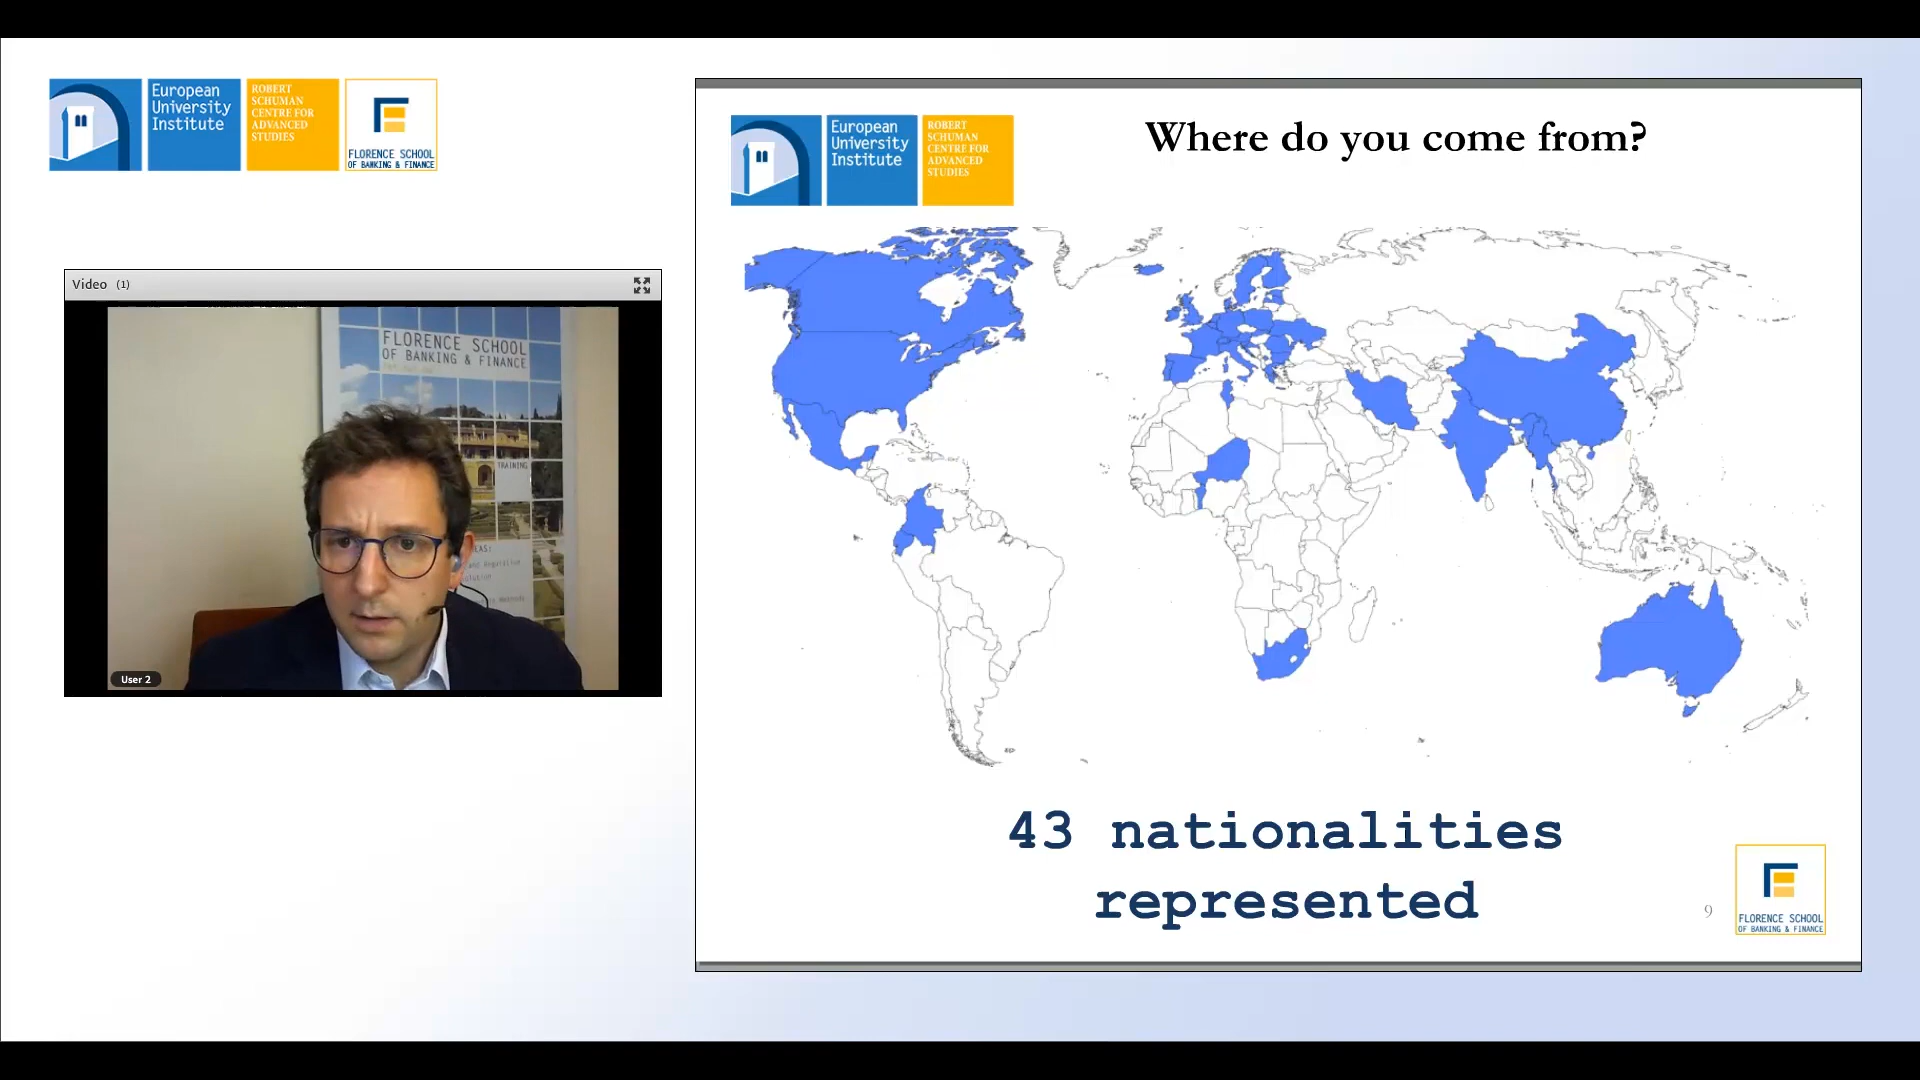 European
University
Institute
ROBERT
SCHUMAN
CENTRE FOR
ADVANCED
STUDIES
FLORENCE SCHOOL
OF BANKING & FINANCE
Video (1)
FLORENCE SCHOOL
OF BANKING & FINANCE
TRAINING
User 2
European
University
Institute
ROBERT
SCHUMAN
CENTRE FOR
ADVANCED
STUDIES
Where do you come from?
43 nationalities
represented
9
FLORENCE SCHOOL
OF BANKING & FINANCE